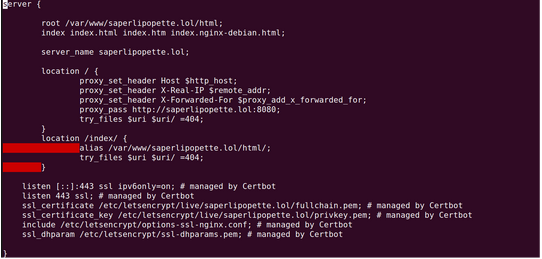 server {
root /var/www/saperlipopette.lol/html;
index index.html index.htm index.nginx-debian.html;
server_name saperlipopette.lol;
location / {
proxy_set_header Host $http_host;
proxy_set_header X-Real-IP $remote_addr;
proxy_set_header X-Forwarded-For $proxy_add_x_forwarded_for;
proxy_pass http://saperlipopette.lol:8080;
try_files $uri $uri/ =404;
}
location /index/ {
alias /var/www/saperlipopette.lol/html/;
try_files $uri $uri/ =404;
}
listen [::]:443 ssl ipv6only=on; # managed by Certbot
listen 443 ssl; # managed by Certbot
ssl_certificate /etc/letsencrypt/live/saperlipopette.lol/fullchain.pem; # managed by Certbot
ssl_certificate_key /etc/letsencrypt/live/saperlipopette.lol/privkey.pem; # managed by Certbot
include /etc/letsencrypt/options-ssl-nginx.conf; # managed by Certbot
ssl_dhparam /etc/letsencrypt/ssl-dhparams.pem; # managed by Certbot
}